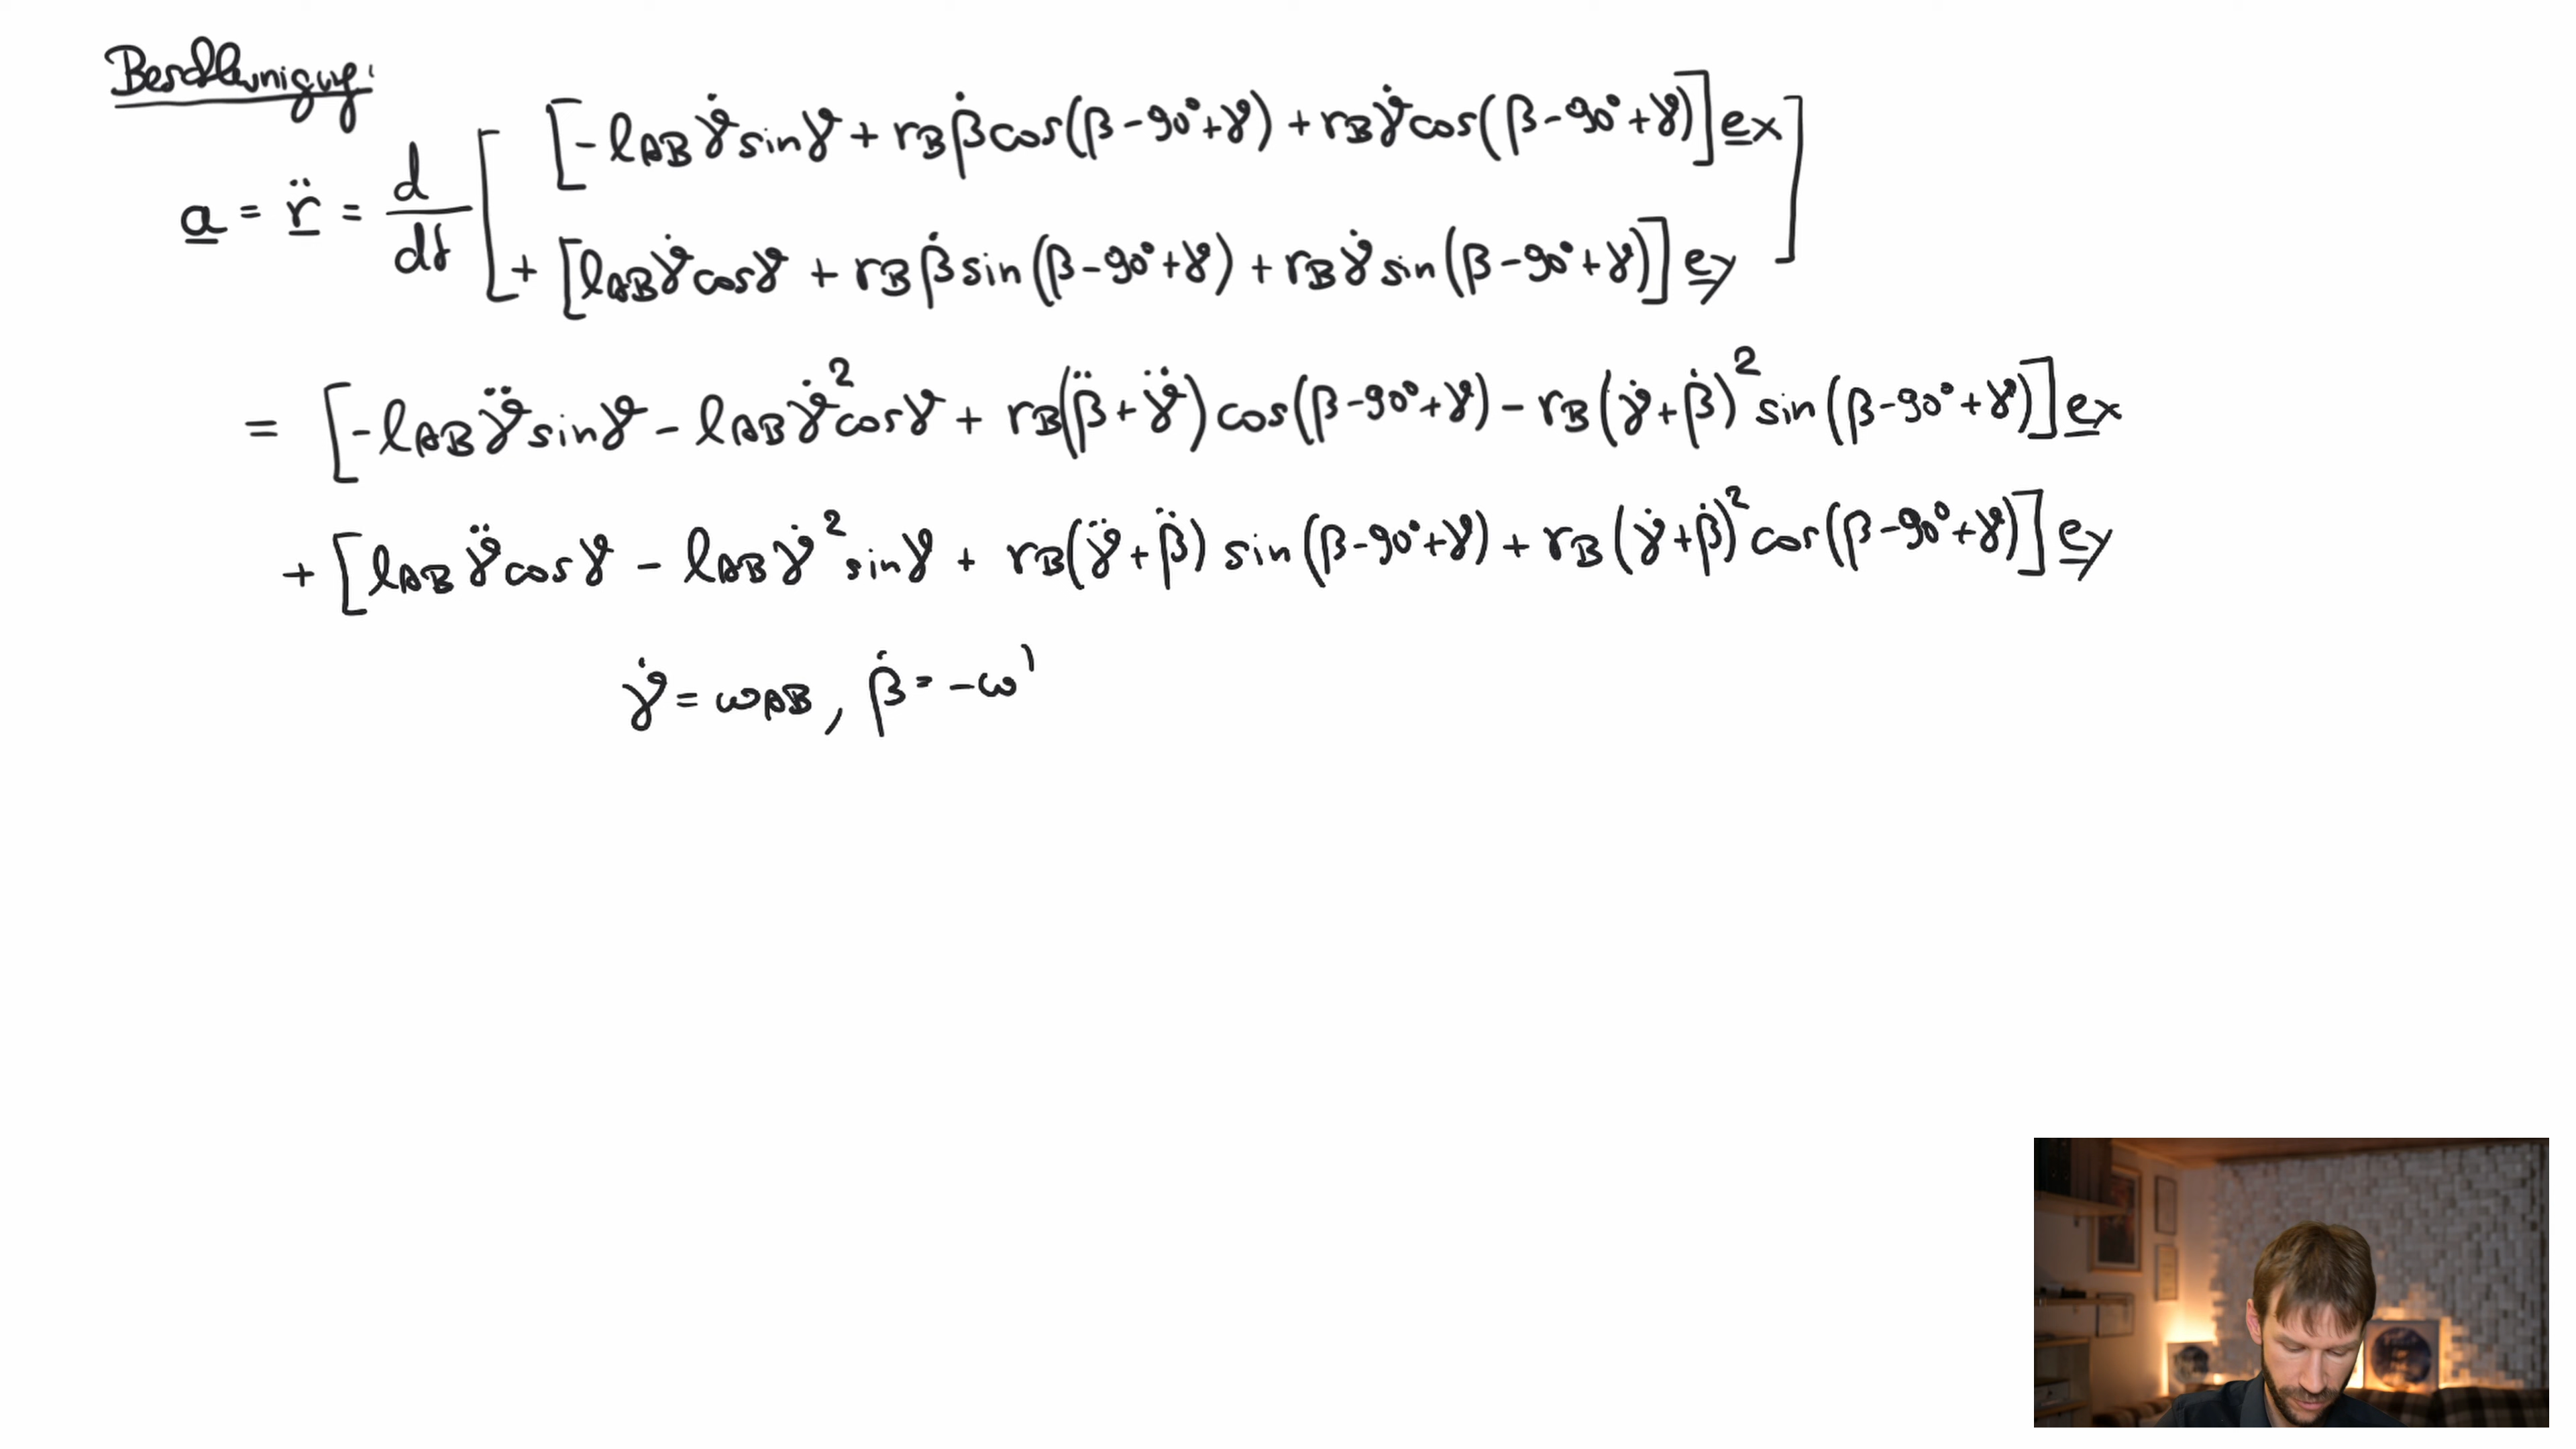 Beschleunigung:
a = r̈ = d/dt [ [-l_AB γ̇ sinγ + r_B β̇ cos(β-90°+γ) + r_B γ̇ cos(β-90°+γ)] e_x
+ [l_AB γ̇ cosγ + r_B β̇ sin(β-90°+γ) + r_B γ̇ sin(β-90°+γ)] e_y ]
= [-l_AB γ̈ sinγ - l_AB γ̇² cosγ + r_B(β̈+γ̈) cos(β-90°+γ) - r_B(γ̇+β̇)² sin(β-90°+γ)] e_x
+ [l_AB γ̈ cosγ - l_AB γ̇² sinγ + r_B(γ̈+β̈) sin(β-90°+γ) + r_B(γ̇+β̇)² cos(β-90°+γ)] e_y
γ̇ = ω_AB, β̇ = -ω'